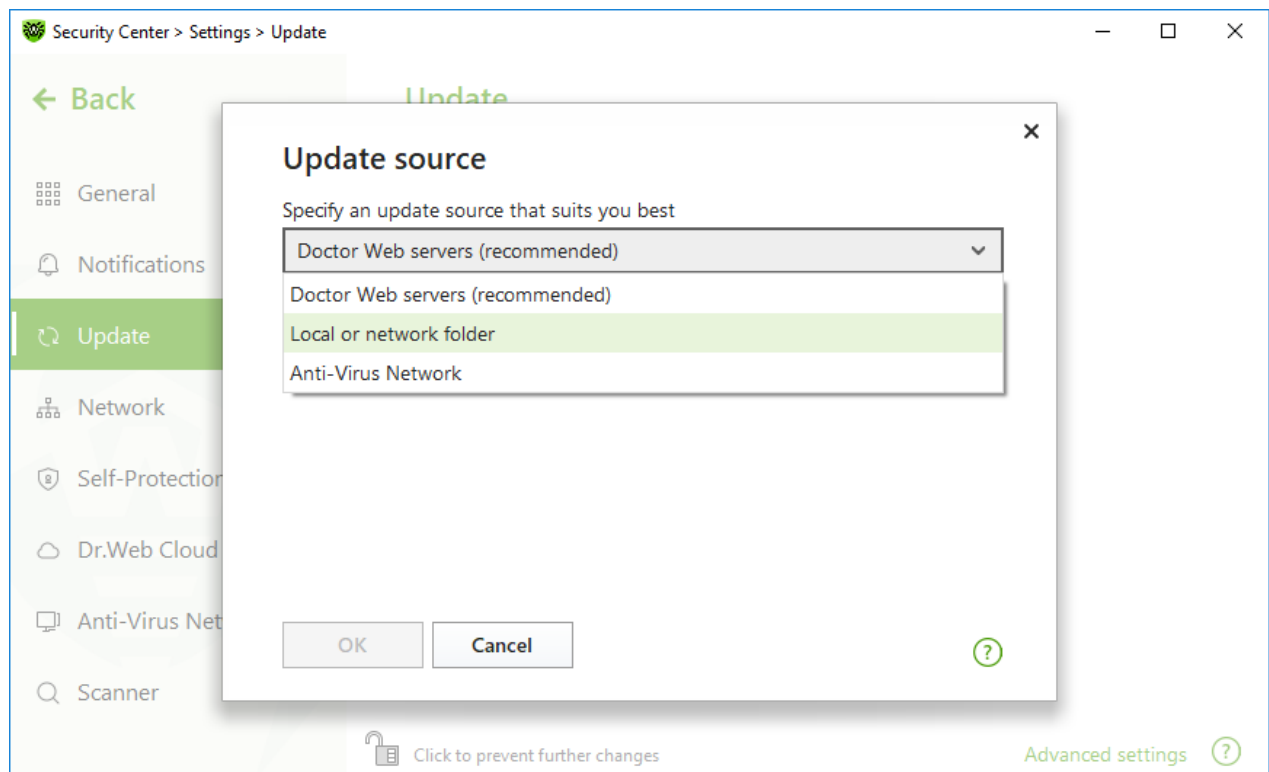 Security Center > Settings > Update
Back
Update
General
Notifications
Update
Network
Self-Protection
Dr.Web Cloud
Anti-Virus Net
Scanner
Update source
Specify an update source that suits you best
Doctor Web servers (recommended)
Doctor Web servers (recommended)
Local or network folder
Anti-Virus Network
OK
Cancel
?
Click to prevent further changes
Advanced settings
?